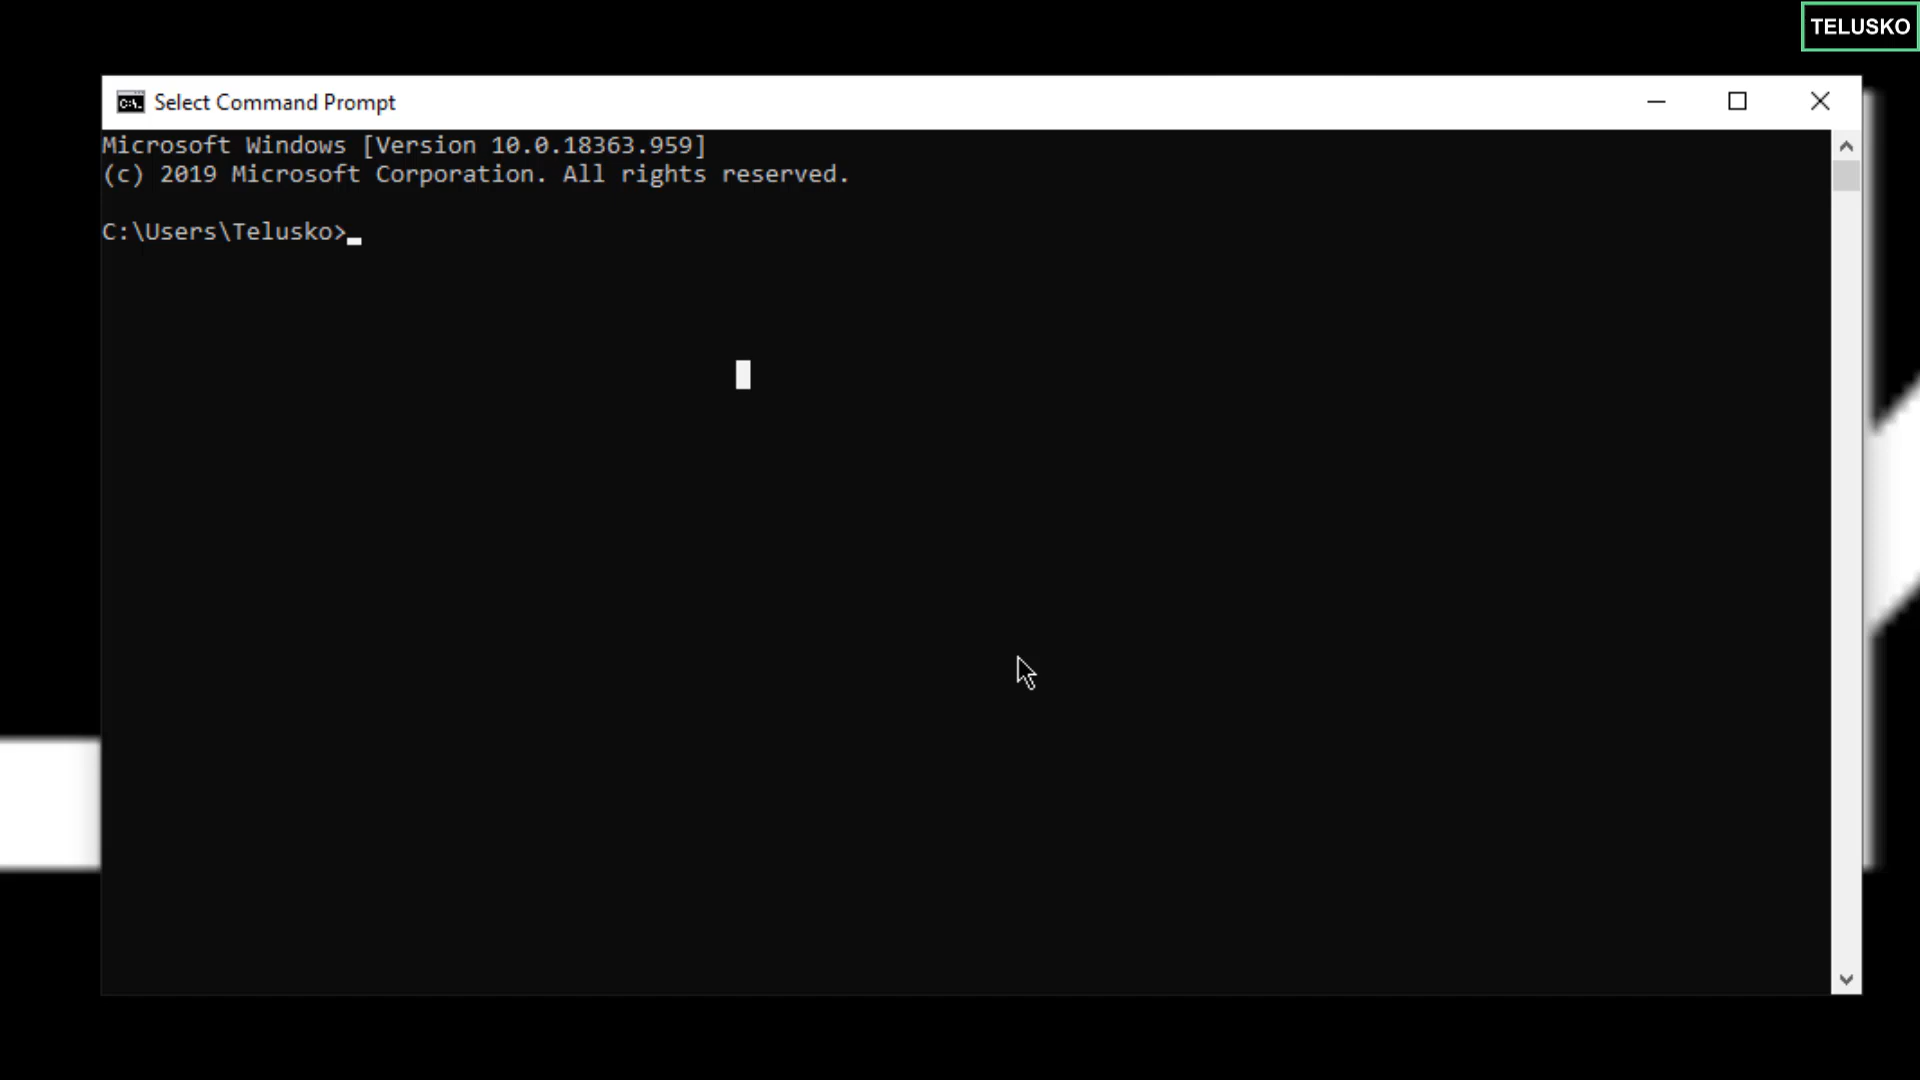 TELUSKO
Select Command Prompt
Microsoft Windows [Version 10.0.18363.959]
(c) 2019 Microsoft Corporation. All rights reserved.
C:\Users\Telusko>